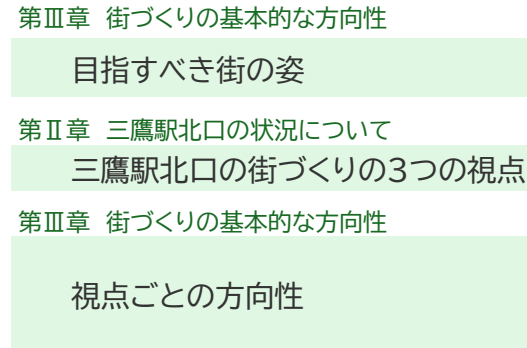 第Ⅲ章 街づくりの基本的な方向性
目指すべき街の姿
第Ⅱ章 三鷹駅北口の状況について
三鷹駅北口の街づくりの3つの視点
第Ⅲ章 街づくりの基本的な方向性
視点ごとの方向性